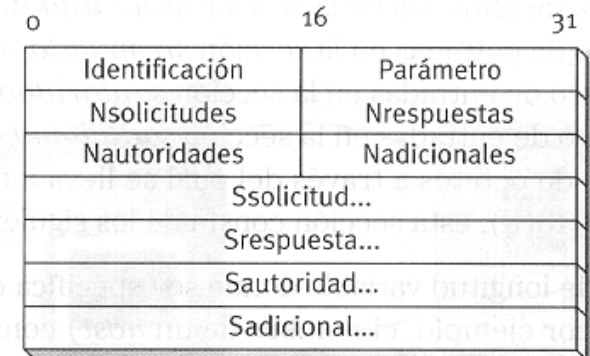 0 16 31
Identificación Parámetro
Nsolicitudes Nrespuestas
Nautoridades Nadicionales
Ssolicitud...
Srespuesta...
Sautoridad...
Sadicional...